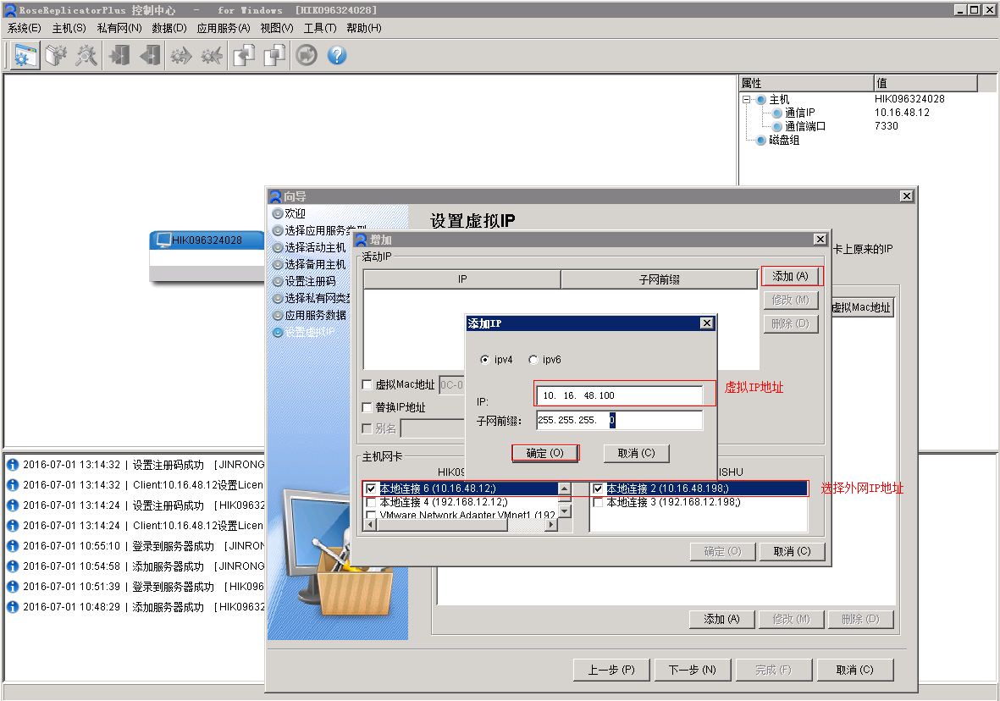 RoseReplicatorPlus 控制中心 - for Windows [HIK096324028]
系统(E) 主机(S) 私有网(N) 数据(D) 应用服务(A) 视图(V) 工具(T) 帮助(H)
属性 值
主机 HIK096324028
通信IP 10.16.48.12
通信端口 7330
磁盘组
HIK096324028
向导
欢迎
选择应用服务类型
选择活动主机
选择备用主机
设置注册码
选择私有网类型
应用服务数据
设置虚拟IP
设置虚拟IP
卡上原来的IP
虚拟Mac地址
增加
活动IP
IP 子网前缀
添加 (A)
修改 (M)
删除 (D)
虚拟Mac地址 0C-0
替换IP地址
别名
添加IP
ipv4 ipv6
IP: 10. 16. 48.100
子网前缀: 255.255.255. 0
确定 (O) 取消 (C)
虚拟IP地址
主机网卡
HIK09 ISHU
本地连接 6 (10.16.48.12;)
本地连接 4 (192.168.12.12;)
VMware Network Adapter VMnet1 (192
本地连接 2 (10.16.48.198;)
本地连接 3 (192.168.12.198;)
选择外网IP地址
确定 (O) 取消 (C)
添加 (A) 修改 (M) 删除 (D)
上一步 (P) 下一步 (N) 完成 (F) 取消 (C)
2016-07-01 13:14:32 | 设置注册码成功 [JINRONG
2016-07-01 13:14:32 | Client:10.16.48.12设置Licen
2016-07-01 13:14:24 | 设置注册码成功 [HIK0963
2016-07-01 13:14:24 | Client:10.16.48.12设置Licen
2016-07-01 10:55:10 | 登录到服务器成功 [JINRON
2016-07-01 10:54:58 | 添加服务器成功 [JINRONG
2016-07-01 10:51:39 | 登录到服务器成功 [HIK096
2016-07-01 10:48:29 | 添加服务器成功 [HIK09632